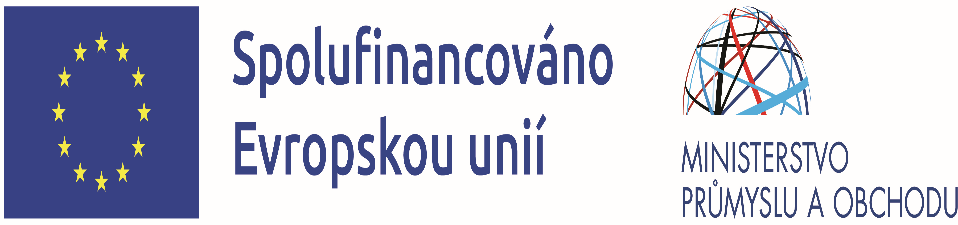 Spolufinancováno
Evropskou unií
MINISTERSTVO
PRŮMYSLU A OBCHODU